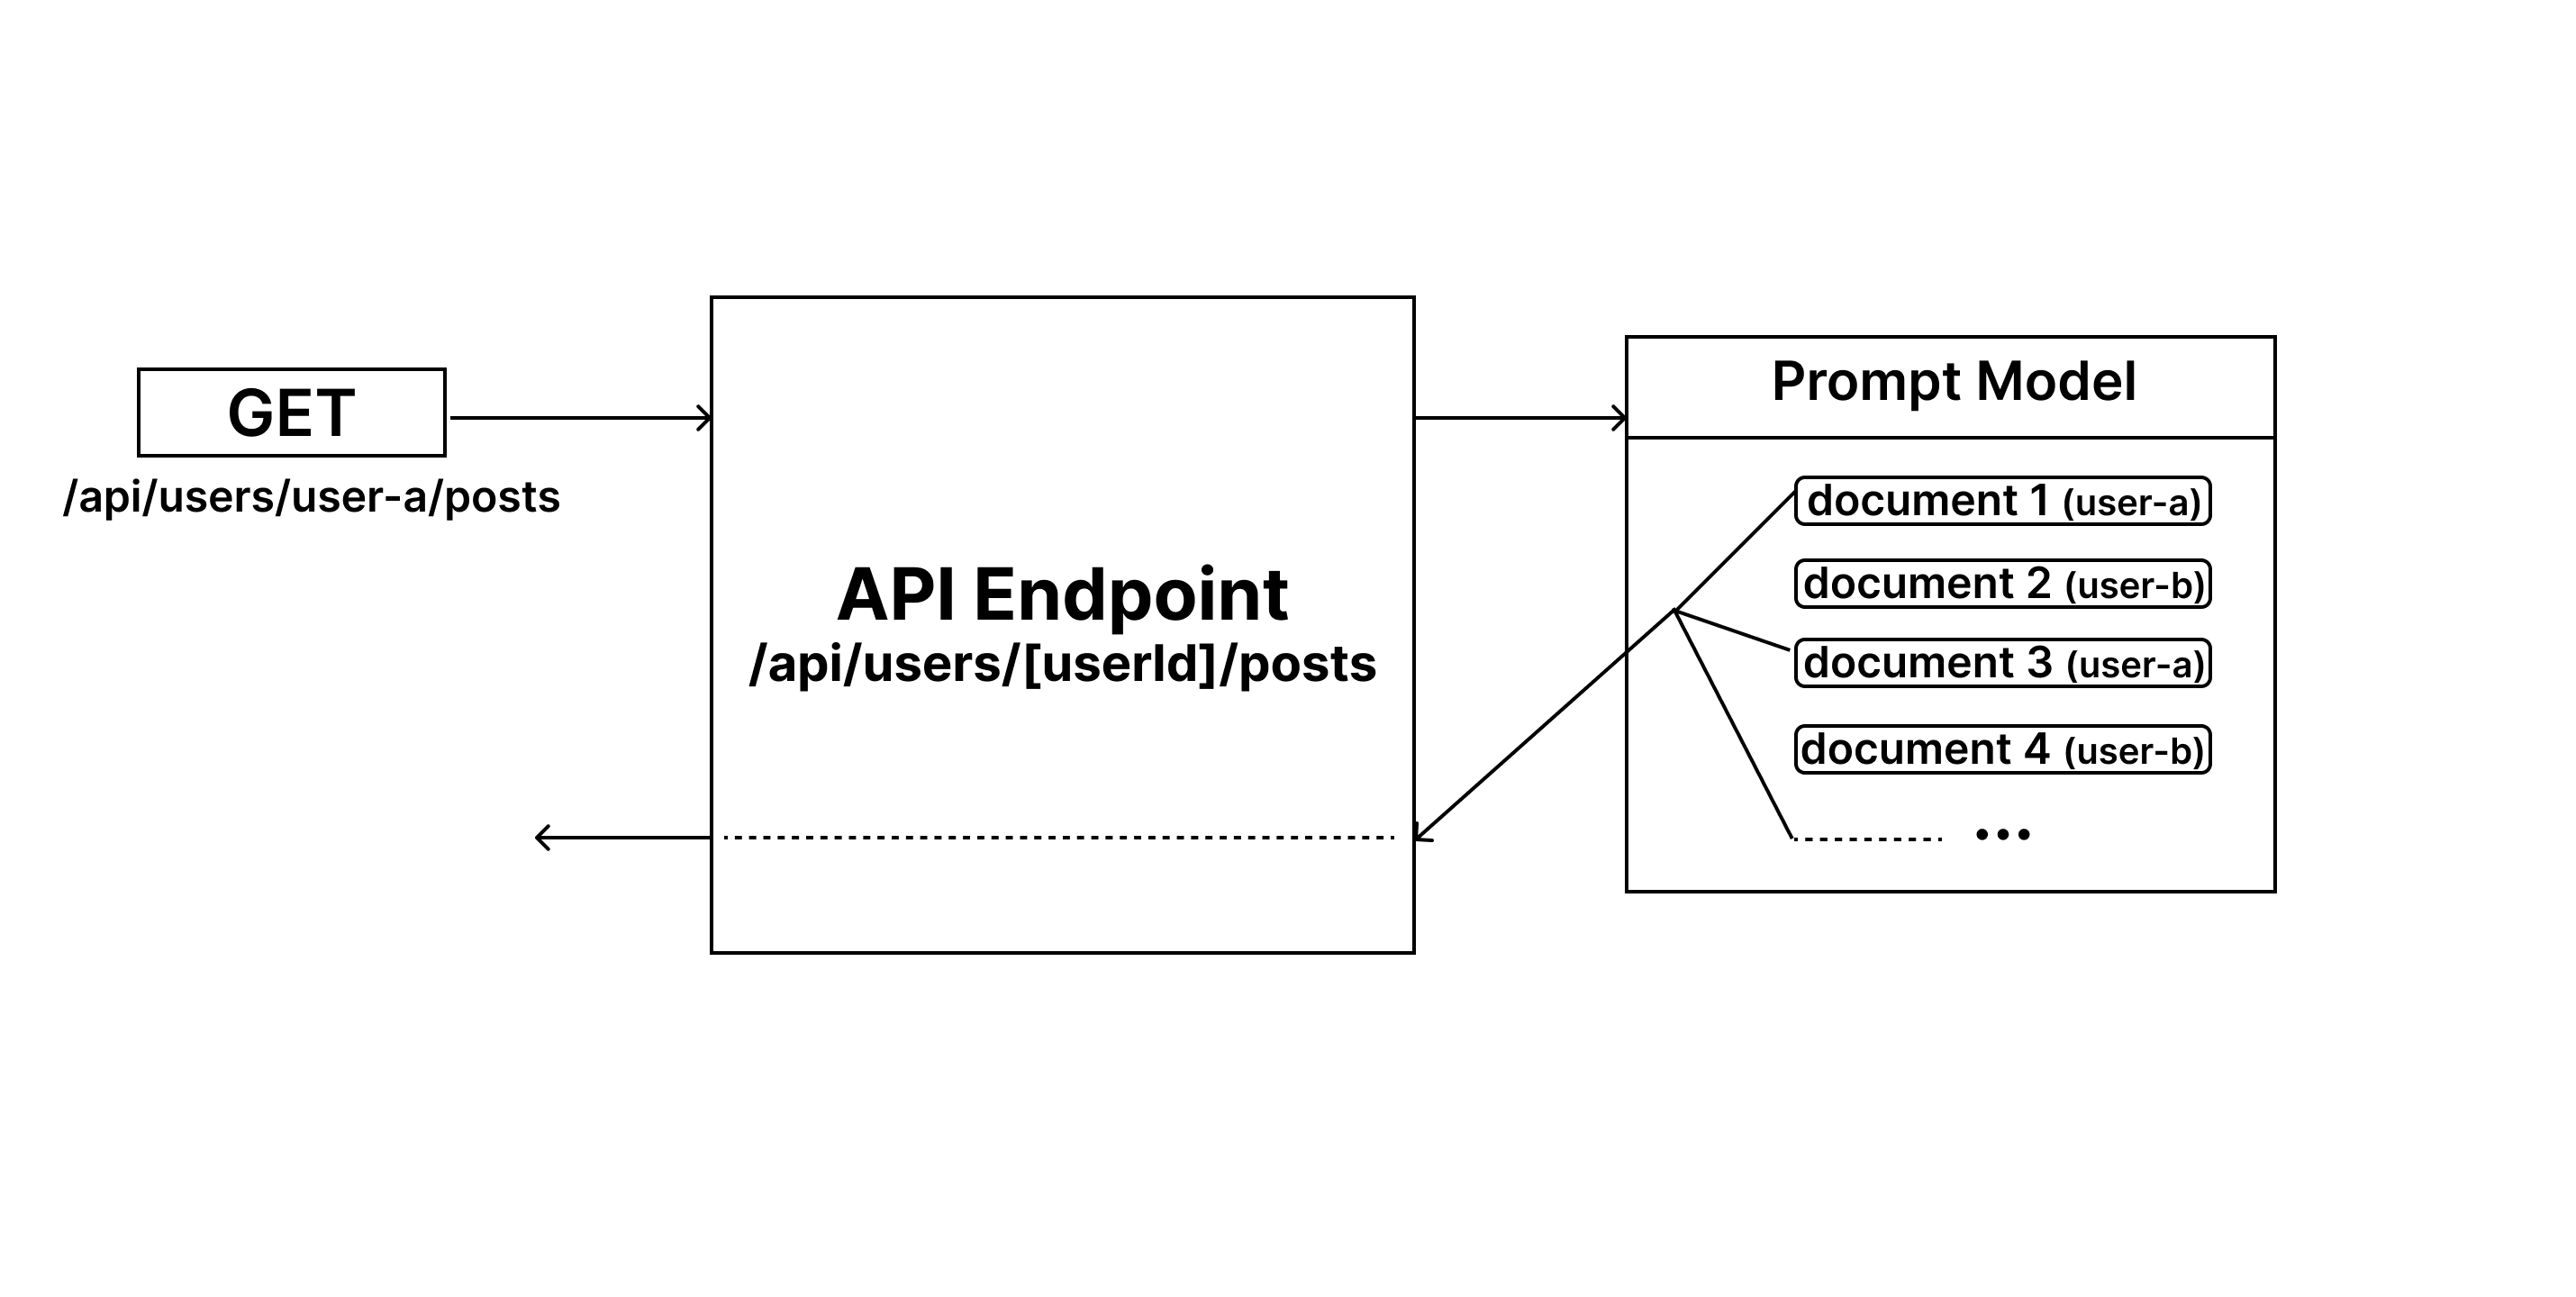 GET
/api/users/user-a/posts
API Endpoint
/api/users/[userId]/posts
Prompt Model
document 1 (user-a)
document 2 (user-b)
document 3 (user-a)
document 4 (user-b)
...